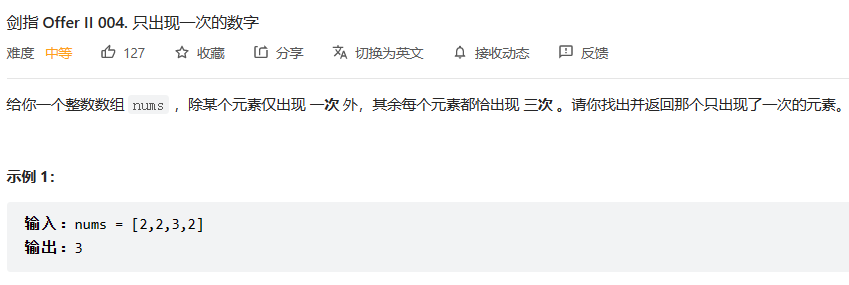 剑指 Offer II 004. 只出现一次的数字
难度 中等 127 收藏 分享 切换为英文 接收动态 反馈
给你一个整数数组 nums ，除某个元素仅出现 一次 外，其余每个元素都恰出现 三次 。请你找出并返回那个只出现了一次的元素。
示例 1：
输入：nums = [2,2,3,2]
输出：3